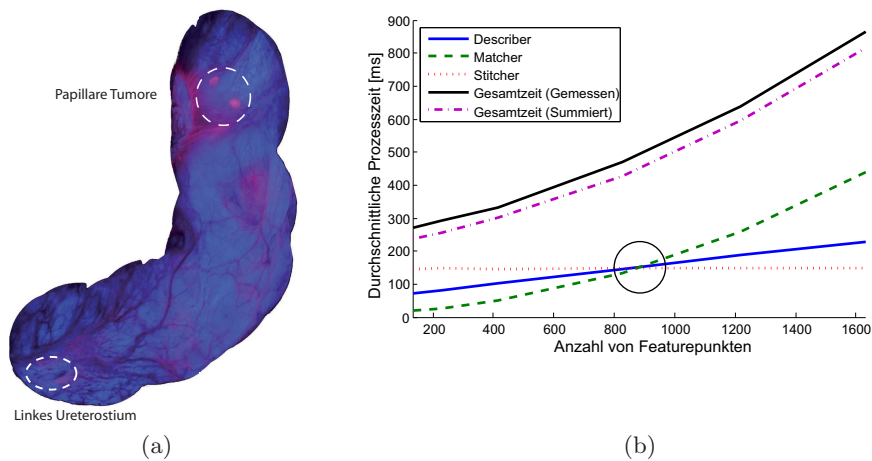 Papillare Tumore
Linkes Ureterostium
(a)
900
800
700
600
500
400
300
200
100
0
Durchschnittliche Prozesszeit [ms]
Describer
Matcher
Stitcher
Gesamtzeit (Gemessen)
Gesamtzeit (Summiert)
200 400 600 800 1000 1200 1400 1600
Anzahl von Featurepunkten
(b)